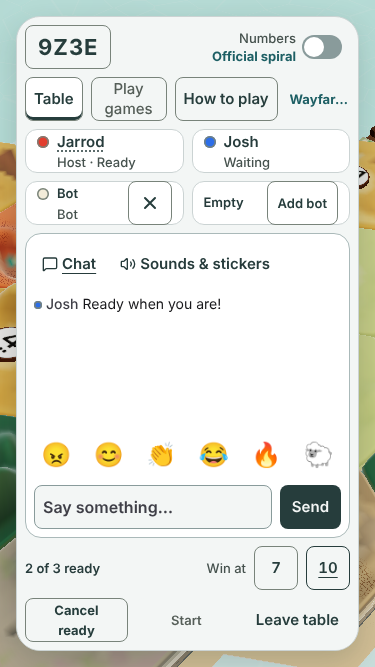 9Z3E
Numbers
Official spiral
Table
Play
games
How to play
Wayfar...
Jarrod
Host · Ready
Josh
Waiting
Bot
Bot
Empty
Add bot
Chat
Sounds & stickers
Josh Ready when you are!
Say something...
Send
2 of 3 ready
Win at
7
10
Cancel
ready
Start
Leave table